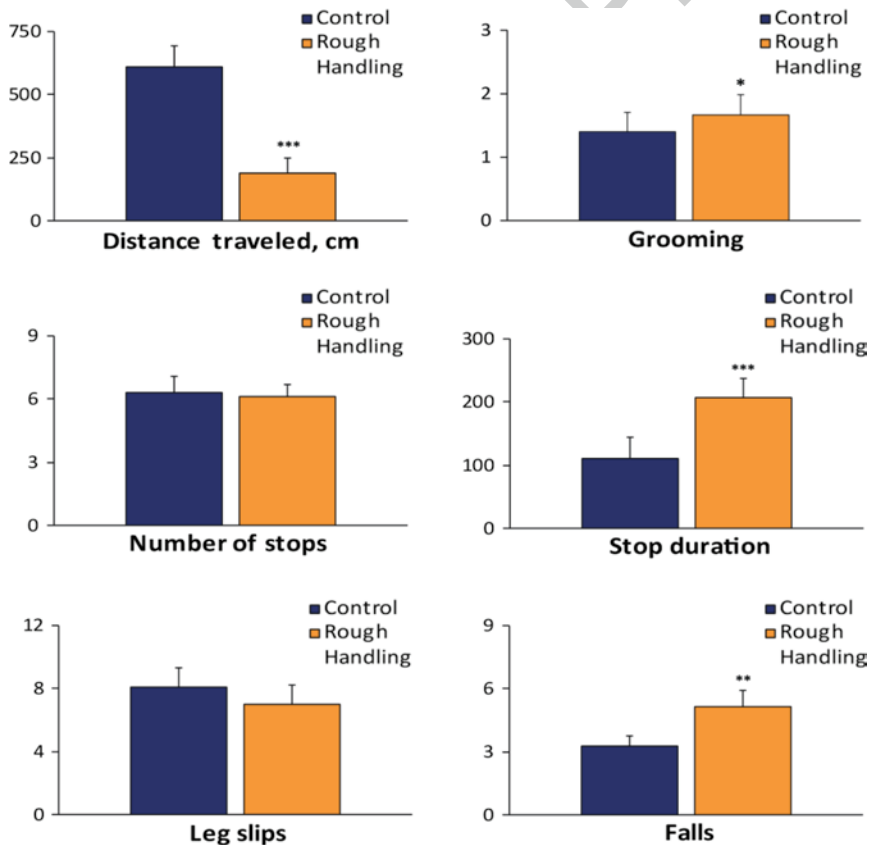 Control
Rough
Handling
750
500
250
0
***
Distance traveled, cm
Control
Rough
Handling
3
2
1
0
*
Grooming
Control
Rough
Handling
9
6
3
0
Number of stops
Control
Rough
Handling
300
200
100
0
***
Stop duration
Control
Rough
Handling
12
8
4
0
Leg slips
Control
Rough
Handling
9
6
3
0
**
Falls